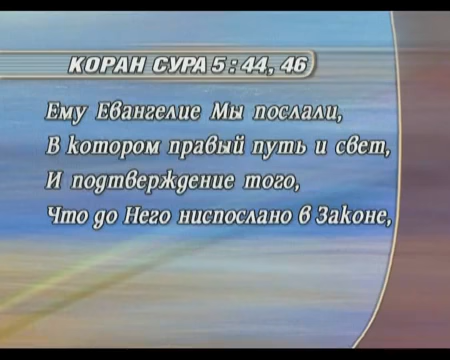 КОРАН СУРА 5 : 44, 46
Ему Евангелие Мы послали,
В котором правый путь и свет,
И подтверждение того,
Что до Него ниспослано в Законе,